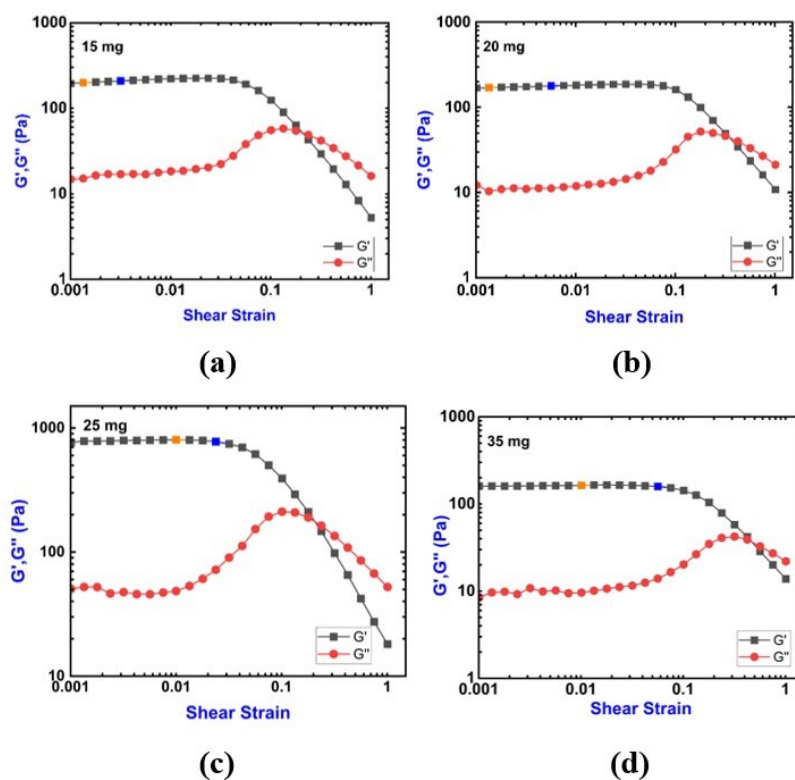 1000
15 mg
100
10
1
G',G" (Pa)
G'
G"
0.001
0.01
0.1
1
Shear Strain
(a)
1000
20 mg
100
10
1
G',G" (Pa)
G'
G"
0.001
0.01
0.1
1
Shear Strain
(b)
25 mg
1000
100
10
G',G" (Pa)
G'
G"
0.001
0.01
0.1
1
Shear Strain
(c)
1000
35 mg
100
10
1
G',G" (Pa)
G'
G"
0.001
0.01
0.1
1
Shear Strain
(d)